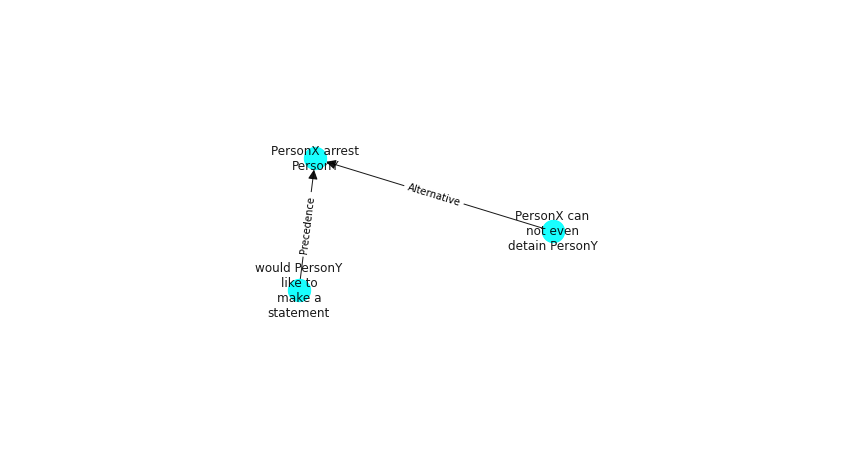 PersonX arrest
PersonY
Alternative
PersonX can
not even
detain PersonY
Precedence
would PersonY
like to
make a
statement